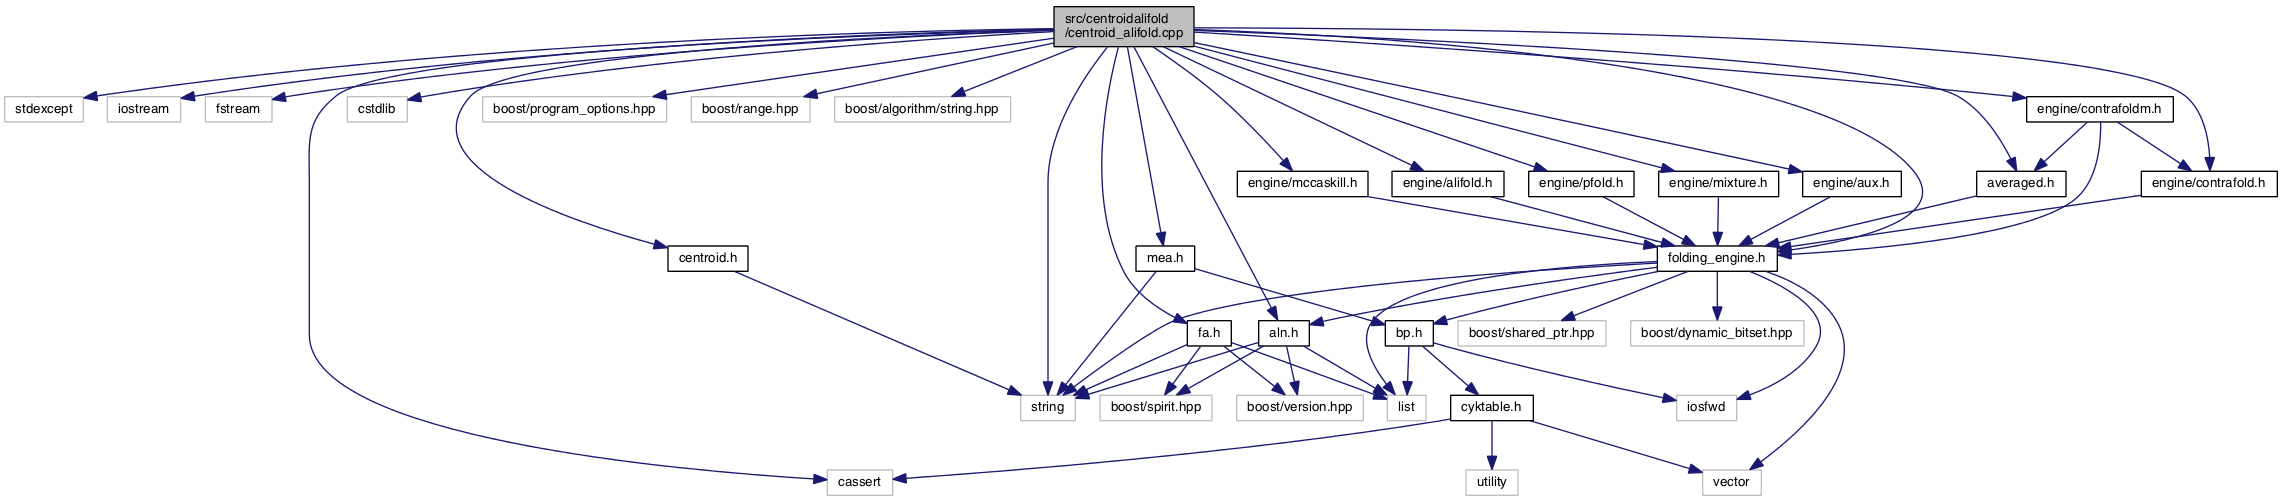 src/centroidalifold
/centroid_alifold.cpp
stdexcept
iostream
fstream
cstdlib
boost/program_options.hpp
boost/range.hpp
boost/algorithm/string.hpp
engine/contrafoldm.h
engine/mccaskill.h
engine/alifold.h
engine/pfold.h
engine/mixture.h
engine/aux.h
averaged.h
engine/contrafold.h
centroid.h
mea.h
folding_engine.h
fa.h
aln.h
bp.h
boost/shared_ptr.hpp
boost/dynamic_bitset.hpp
string
boost/spirit.hpp
boost/version.hpp
list
cyktable.h
iosfwd
cassert
utility
vector